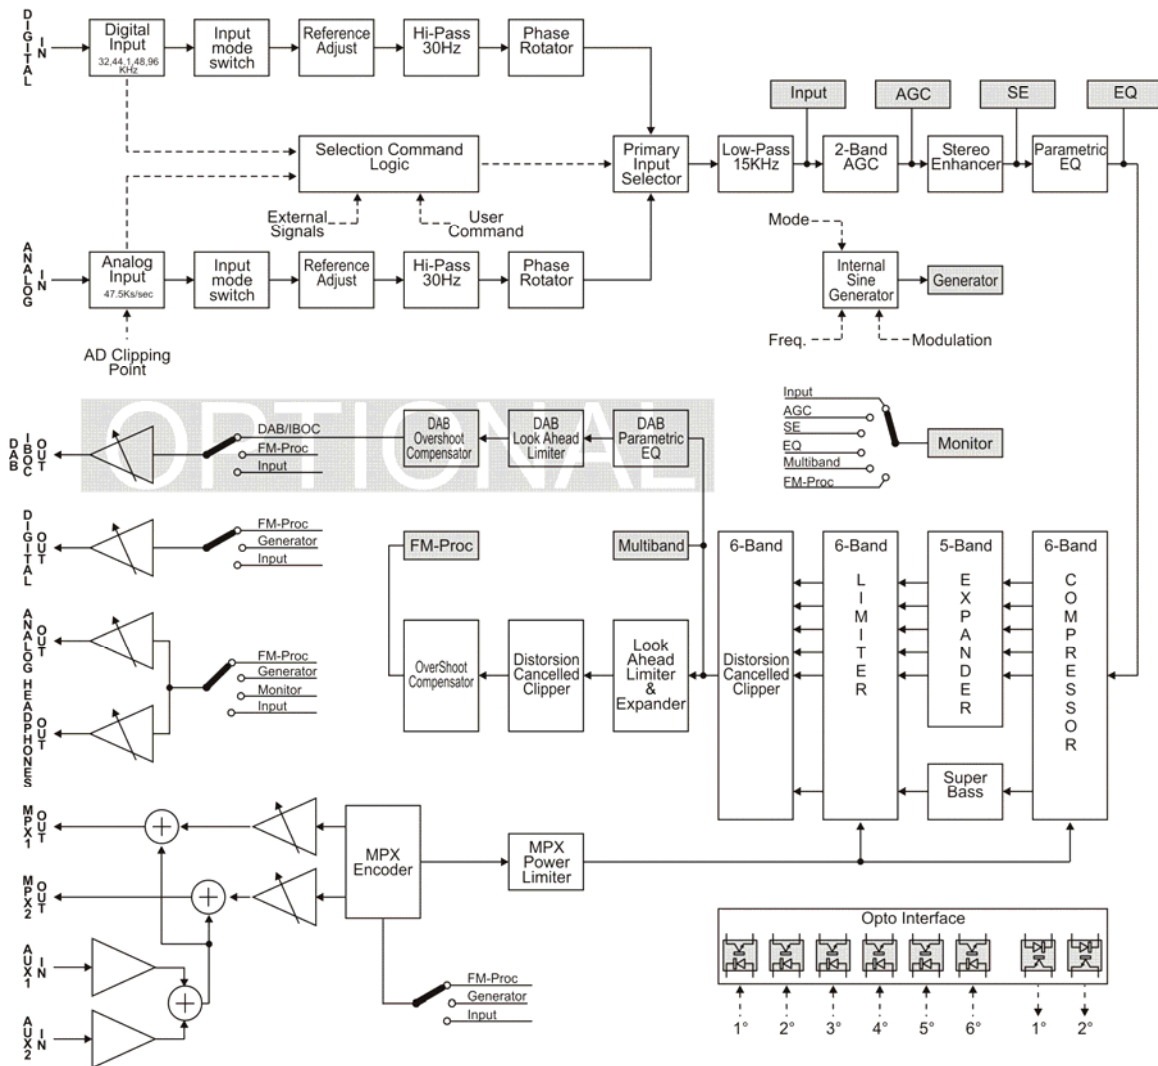 DIGITAL IN
Digital Input
32,44.1,48,96 KHz
Input mode switch
Reference Adjust
Hi-Pass 30Hz
Phase Rotator
Input
AGC
SE
EQ
Selection Command Logic
Primary Input Selector
Low-Pass 15KHz
2-Band AGC
Stereo Enhancer
Parametric EQ
External Signals
User Command
Mode
ANALOG IN
Analog Input
47.5Ks/sec
Input mode switch
Reference Adjust
Hi-Pass 30Hz
Phase Rotator
Internal Sine Generator
Generator
Freq.
Modulation
AD Clipping Point
OPTIONAL
DAB IBOC OUT
DAB/IBOC
FM-Proc
Input
DAB Overshoot Compensator
DAB Look Ahead Limiter
DAB Parametric EQ
Input
AGC
SE
EQ
Multiband
FM-Proc
Monitor
DIGITAL OUT
FM-Proc
Generator
Input
FM-Proc
Multiband
6-Band
Distorsion Cancelled Clipper
6-Band
LIMITER
5-Band
EXPANDER
6-Band
COMPRESSOR
ANALOG OUT
HEADPHONES OUT
FM-Proc
Generator
Monitor
Input
OverShoot Compensator
Distorsion Cancelled Clipper
Look Ahead Limiter & Expander
Super Bass
MPX1 OUT
MPX2 OUT
MPX Encoder
MPX Power Limiter
AUX1 IN
AUX2 IN
FM-Proc
Generator
Input
Opto Interface
1° 2° 3° 4° 5° 6° 1° 2°